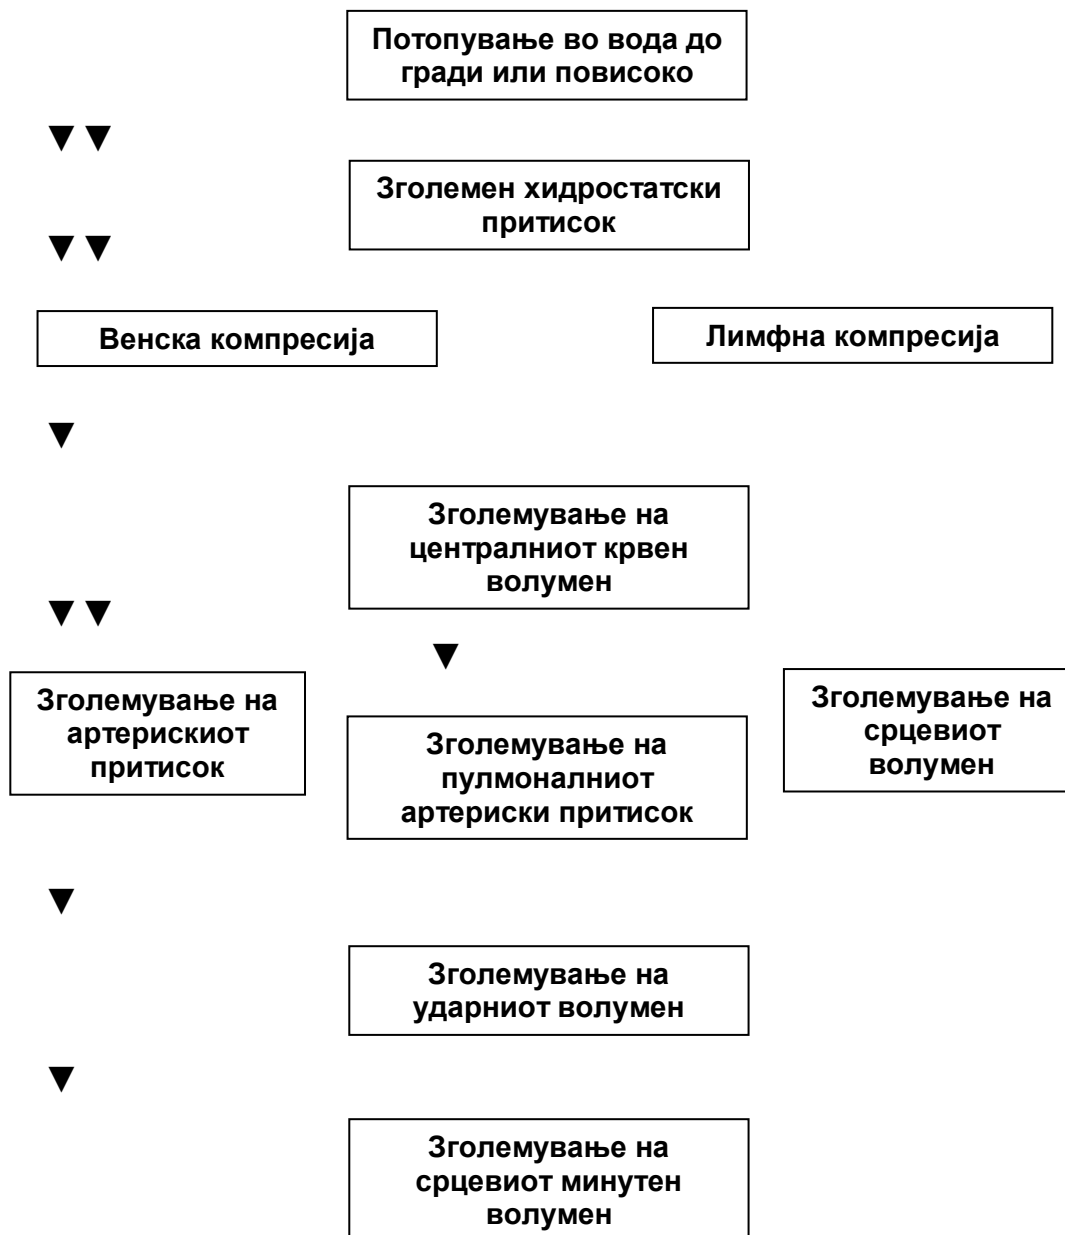 Потопување во вода до
гради или повисоко
Зголемен хидростатски
притисок
Венска компресија
Лимфна компресија
Зголемување на
централниот крвен
волумен
Зголемување на
артерискиот
притисок
Зголемување на
пулмоналниот
артериски притисок
Зголемување на
срцевиот
волумен
Зголемување на
ударниот волумен
Зголемување на
срцевиот минутен
волумен